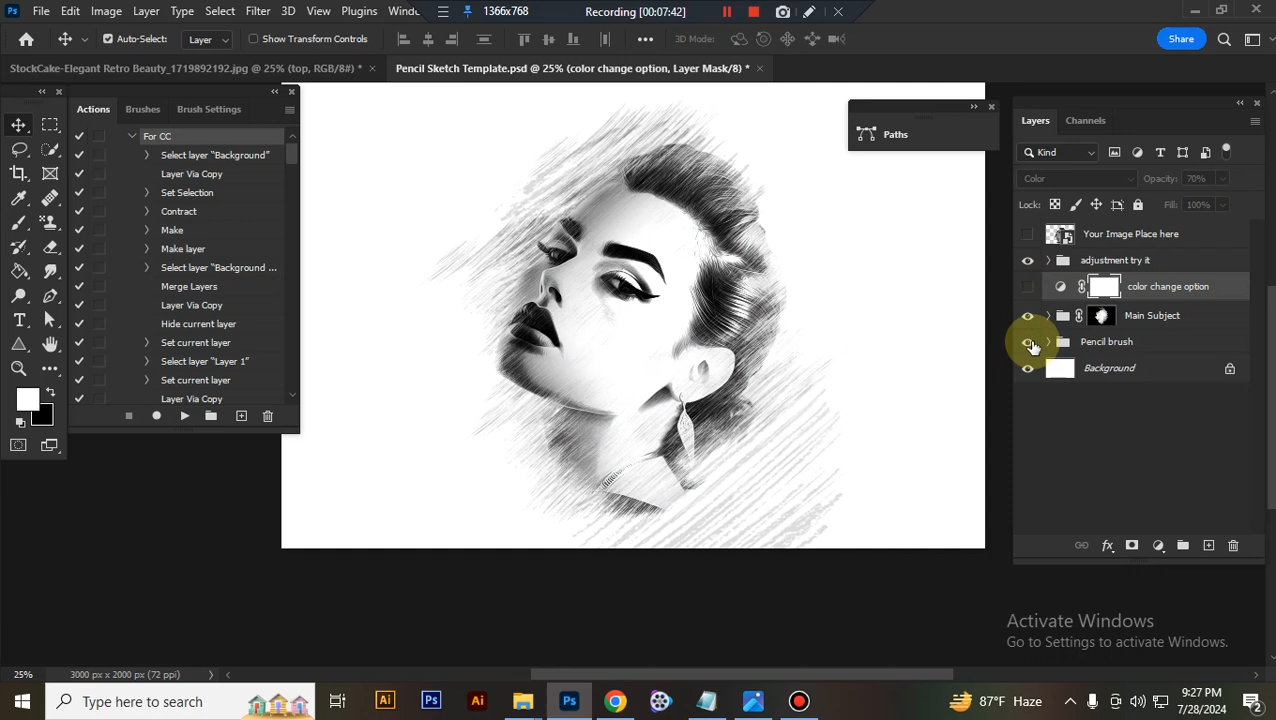 File Edit Image Layer Type Select Filter 3D View Plugins Windo
1366x768 Recording [00:07:42]
Auto-Select: Layer Show Transform Controls 3D Mode: Share
StockCake-Elegant Retro Beauty_1719892192.jpg @ 25% (top, RGB/8#) * × Pencil Sketch Template.psd @ 25% (color change option, Layer Mask/8) * ×
Actions Brushes Brush Settings
For CC
Select layer “Background”
Layer Via Copy
Set Selection
Contract
Make
Make layer
Select layer “Background ...
Merge Layers
Layer Via Copy
Hide current layer
Set current layer
Select layer “Layer 1”
Set current layer
Layer Via Copy
Paths
Layers Channels
Kind
Color Opacity: 70%
Lock: Fill: 100%
Your Image Place here
adjustment try it
color change option
Main Subject
Pencil brush
Background
Activate Windows
Go to Settings to activate Windows.
25% 3000 px x 2000 px (72 ppi)
Type here to search
87°F Haze
9:27 PM
7/28/2024
2